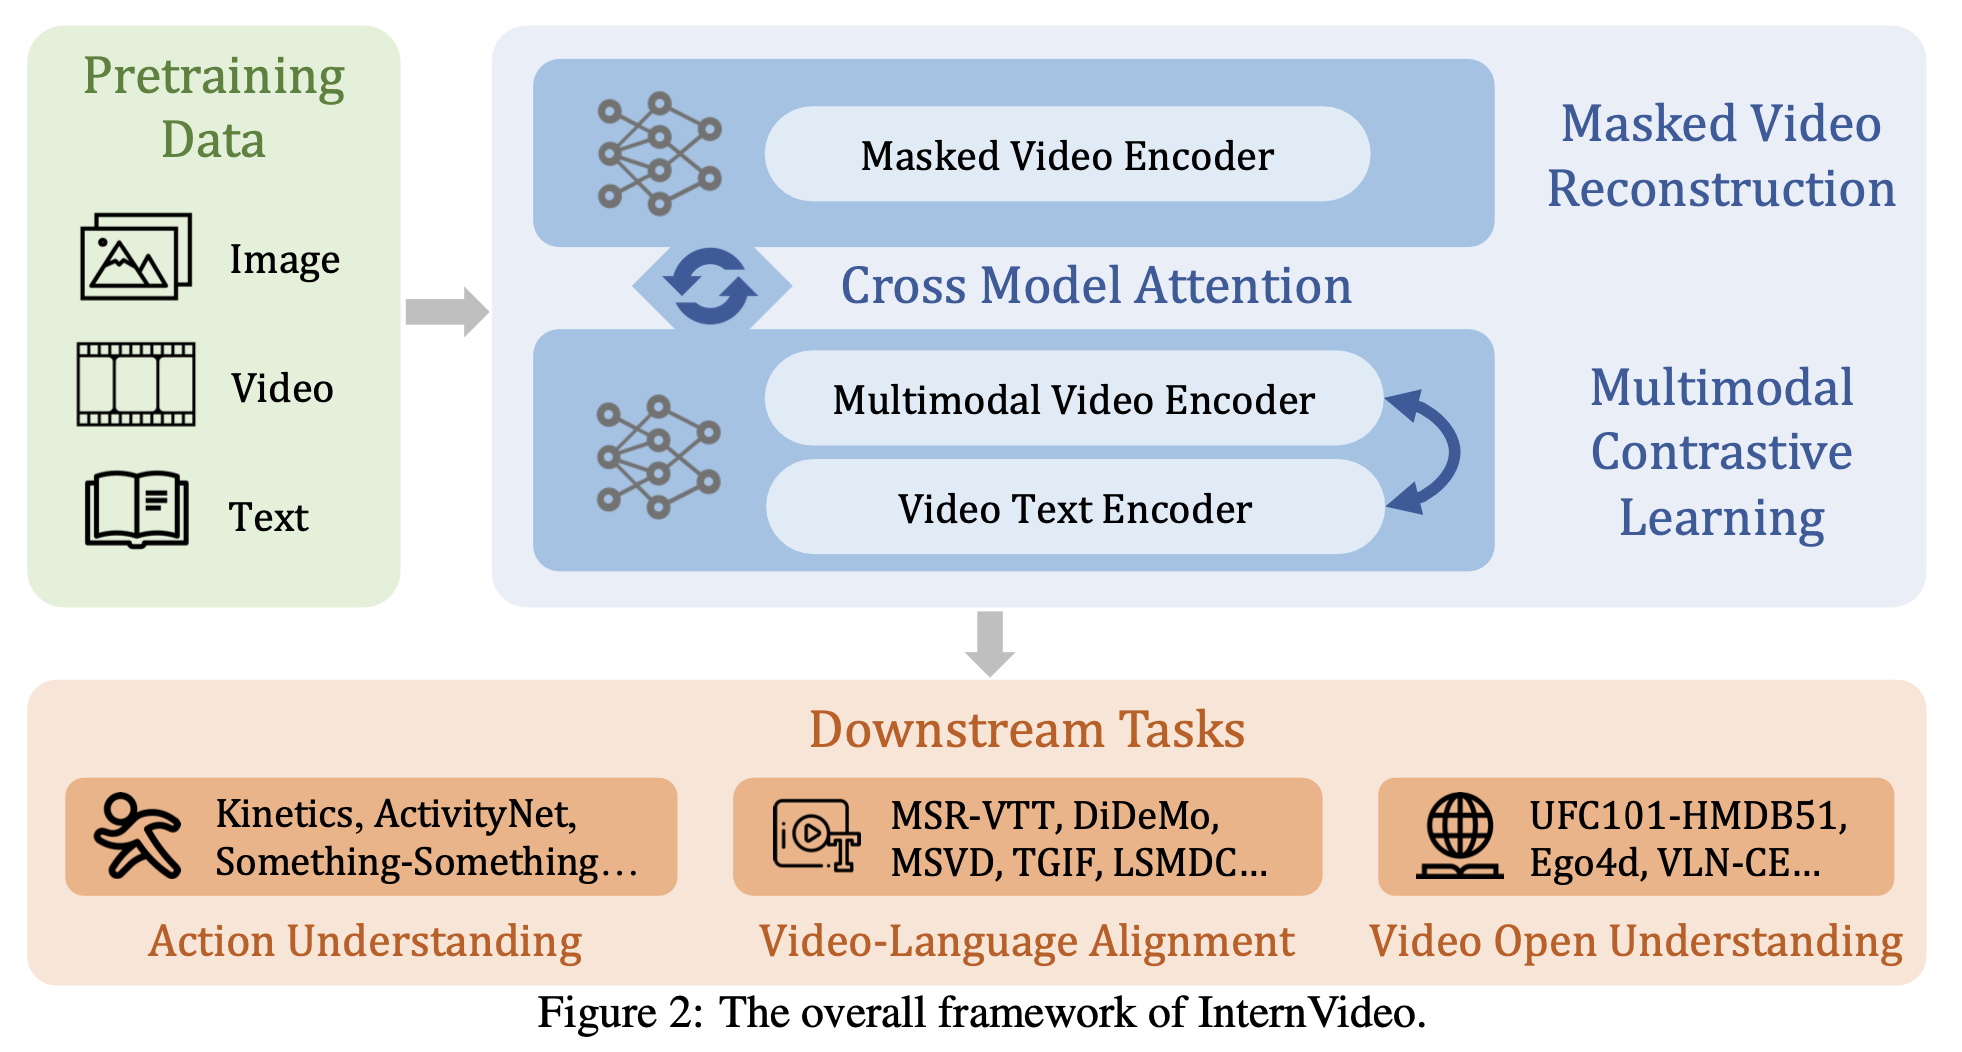 Pretraining
Data
Image
Video
Text
Masked Video Encoder
Masked Video
Reconstruction
Cross Model Attention
Multimodal Video Encoder
Video Text Encoder
Multimodal
Contrastive
Learning
Downstream Tasks
Kinetics, ActivityNet,
Something-Something...
Action Understanding
MSR-VTT, DiDeMo,
MSVD, TGIF, LSMDC...
Video-Language Alignment
UFC101-HMDB51,
Ego4d, VLN-CE...
Video Open Understanding
i
T
Figure 2: The overall framework of InternVideo.